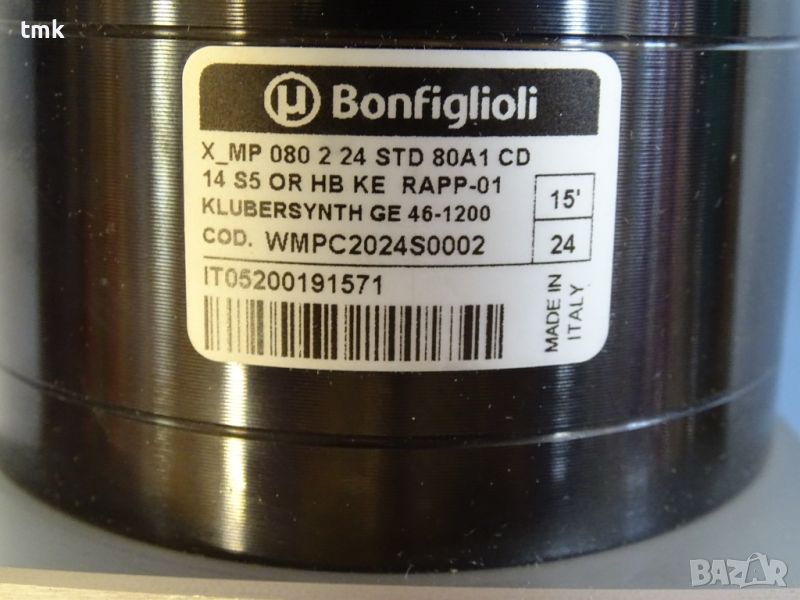 tmk
µ Bonfiglioli
X_MP 080 2 24 STD 80A1 CD
14 S5 OR HB KE RAPP-01
KLUBERSYNTH GE 46-1200
COD. WMPC2024S0002
15'
24
IT05200191571
MADE IN
ITALY
BAZAR